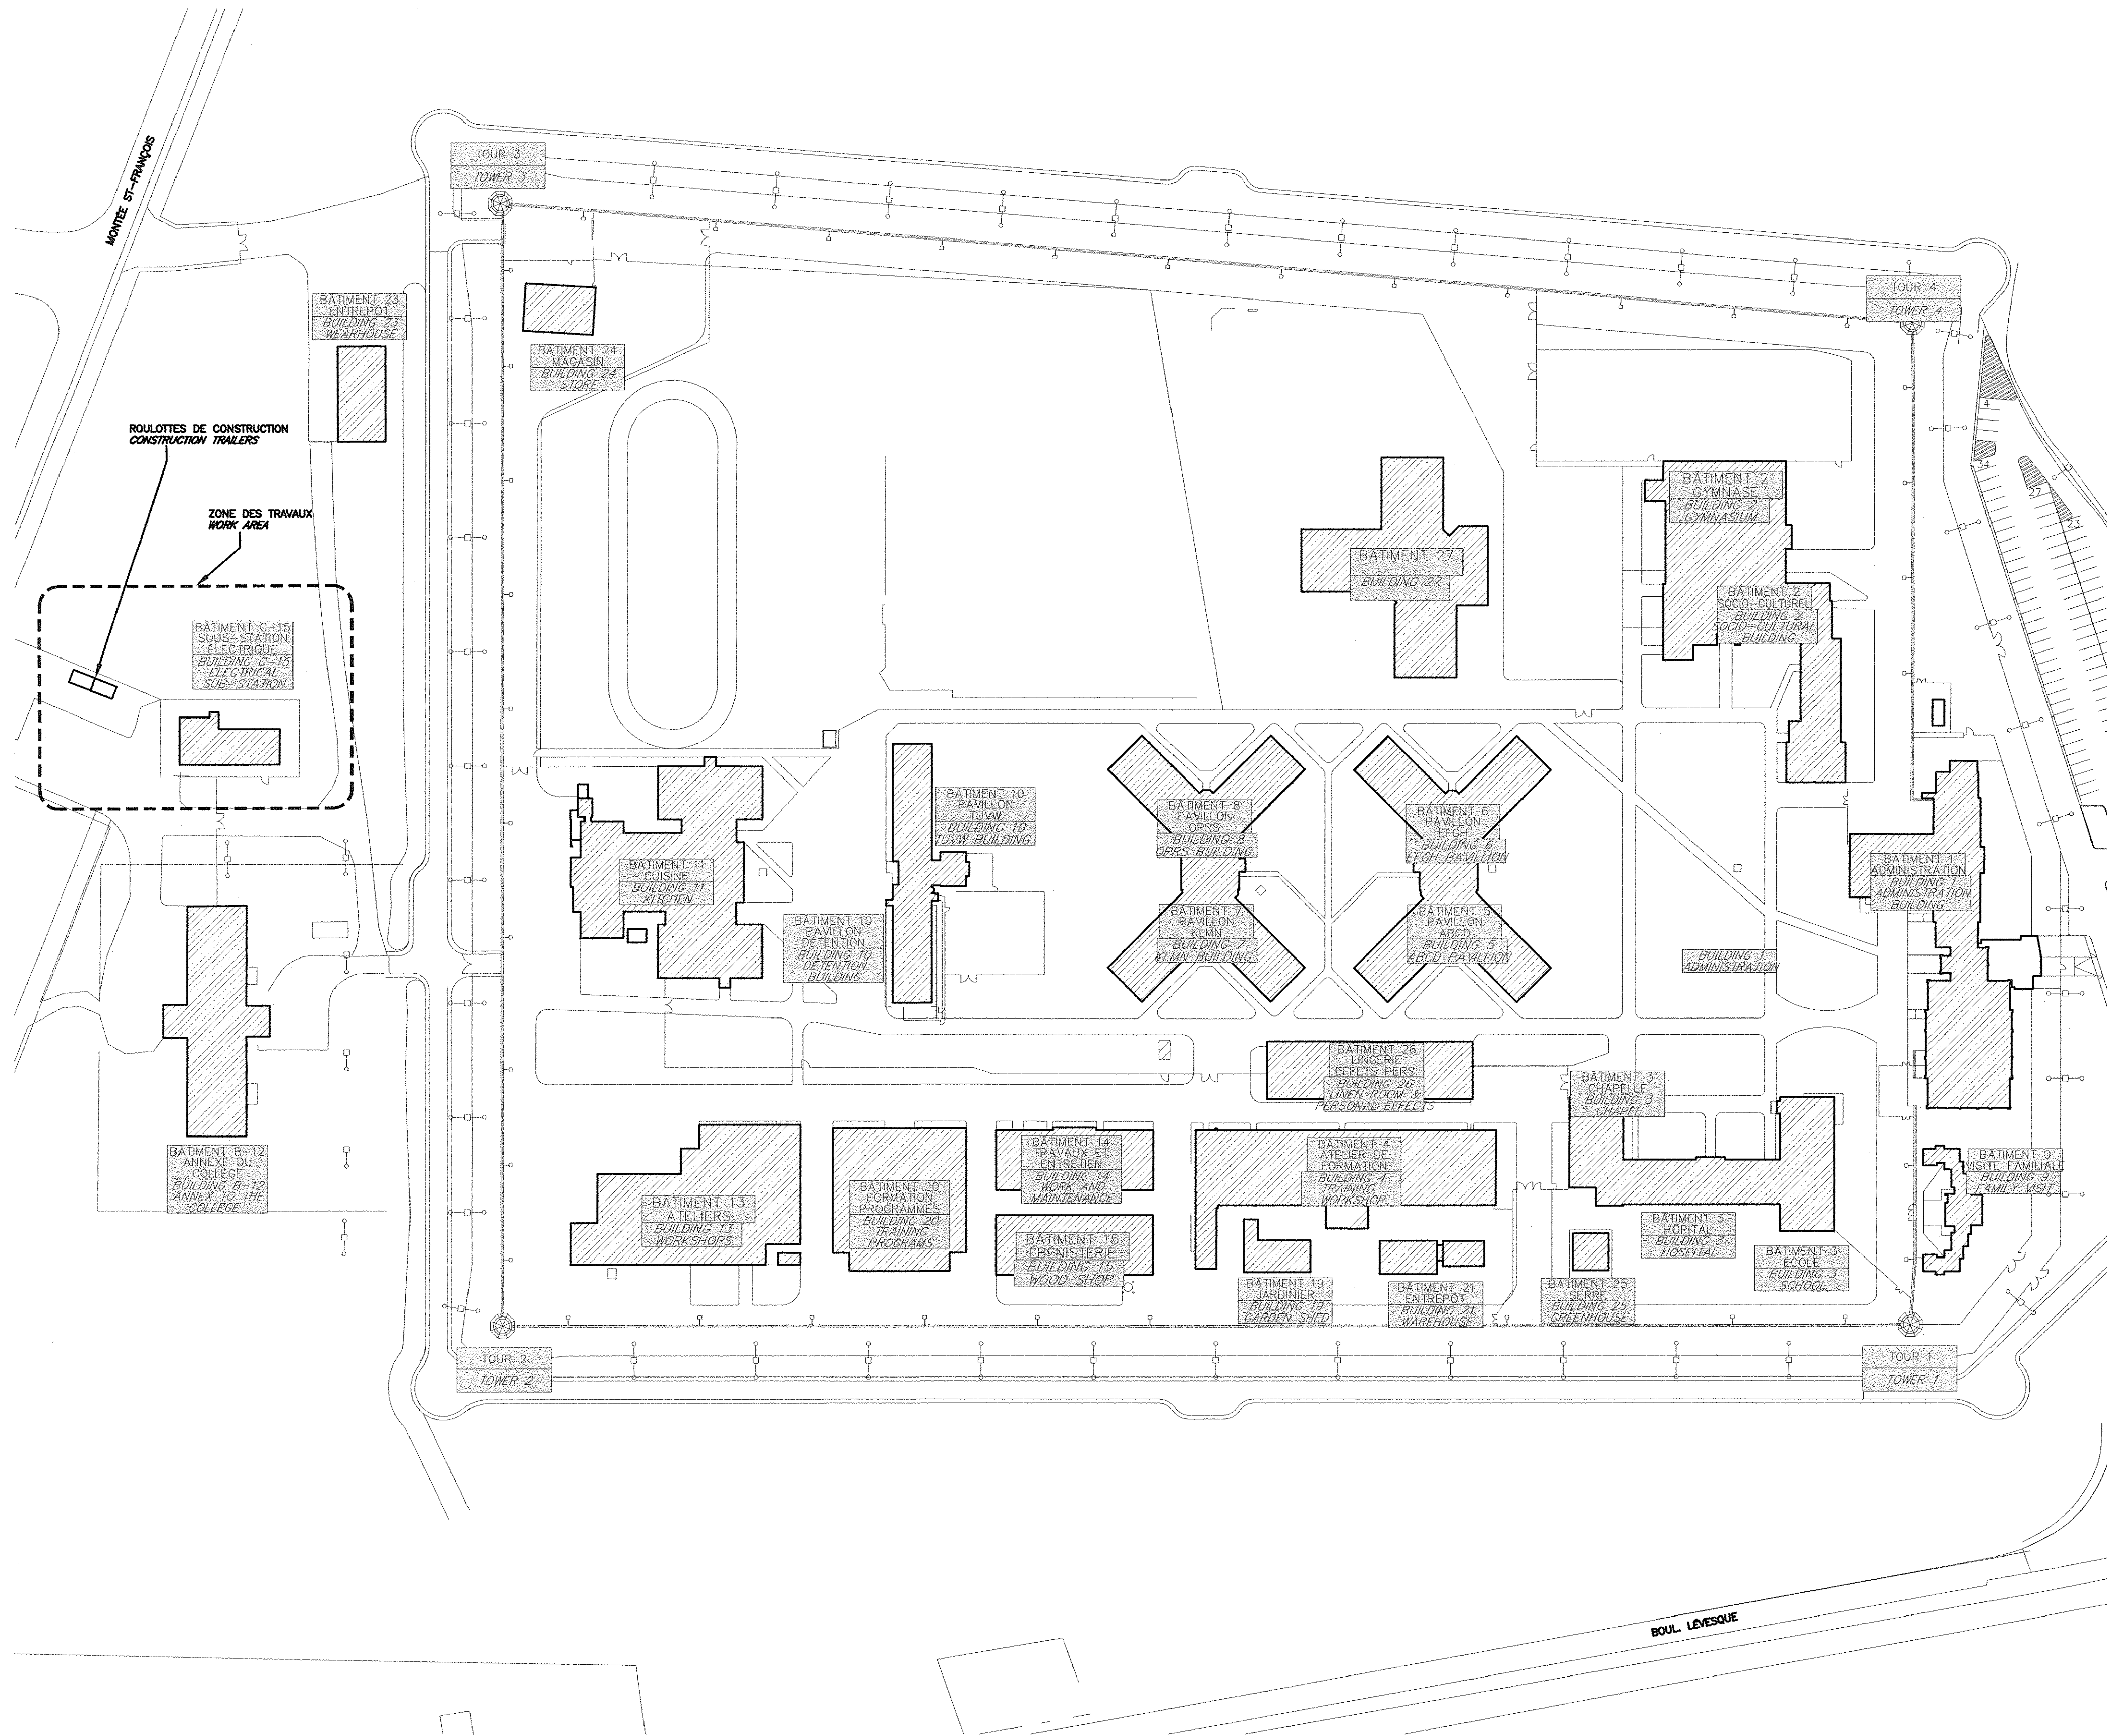 MONTÉE ST-FRANÇOIS
TOUR 3
TOWER 3
TOUR 4
TOWER 4
BÂTIMENT 23
ENTREPÔT
BUILDING 23
WEARHOUSE
BÂTIMENT 24
MAGASIN
BUILDING 24
STORE
4
34
27
23
ROULOTTES DE CONSTRUCTION
CONSTRUCTION TRAILERS
ZONE DES TRAVAUX
WORK AREA
BÂTIMENT 2
GYMNASE
BUILDING 2
GYMNASIUM
BÂTIMENT 27
BUILDING 27
BÂTIMENT 2
SOCIO-CULTUREL
BUILDING 2
SOCIO-CULTURAL
BUILDING
BÂTIMENT C-15
SOUS-STATION
ÉLECTRIQUE
BUILDING C-15
ELECTRICAL
SUB-STATION
BÂTIMENT 10
PAVILLON
TUVW
BUILDING 10
TUVW BUILDING
BÂTIMENT 8
PAVILLON
OPRS
BUILDING 8
OPRS BUILDING
BÂTIMENT 6
PAVILLON
EFGH
BUILDING 6
EFGH PAVILLION
BÂTIMENT 11
CUISINE
BUILDING 11
KITCHEN
BÂTIMENT 1
ADMINISTRATION
BUILDING 1
ADMINISTRATION
BUILDING
BÂTIMENT 10
PAVILLON
DÉTENTION
BUILDING 10
DETENTION
BUILDING
BÂTIMENT 7
PAVILLON
KLMN
BUILDING 7
KLMN BUILDING
BÂTIMENT 5
PAVILLON
ABCD
BUILDING 5
ABCD PAVILLION
BUILDING 1
ADMINISTRATION
BÂTIMENT 26
LINGERIE
EFFETS PERS.
BUILDING 26
LINEN ROOM &
PERSONAL EFFECTS
BÂTIMENT 3
CHAPELLE
BUILDING 3
CHAPEL
BÂTIMENT B-12
ANNEXE DU
COLLÈGE
BUILDING B-12
ANNEX TO THE
COLLEGE
BÂTIMENT 13
ATELIERS
BUILDING 13
WORKSHOPS
BÂTIMENT 20
FORMATION
PROGRAMMES
BUILDING 20
TRAINING
PROGRAMS
BÂTIMENT 14
TRAVAUX ET
ENTRETIEN
BUILDING 14
WORK AND
MAINTENANCE
BÂTIMENT 4
ATELIER DE
FORMATION
BUILDING 4
TRAINING
WORKSHOP
BÂTIMENT 9
VISITE FAMILIALE
BUILDING 9
FAMILY VISIT
BÂTIMENT 15
ÉBÉNISTERIE
BUILDING 15
WOOD SHOP
BÂTIMENT 3
HÔPITAL
BUILDING 3
HOSPITAL
BÂTIMENT 3
ÉCOLE
BUILDING 3
SCHOOL
BÂTIMENT 19
JARDINIER
BUILDING 19
GARDEN SHED
BÂTIMENT 21
ENTREPÔT
BUILDING 21
WAREHOUSE
BÂTIMENT 25
SERRE
BUILDING 25
GREENHOUSE
TOUR 2
TOWER 2
TOUR 1
TOWER 1
BOUL. LÉVESQUE